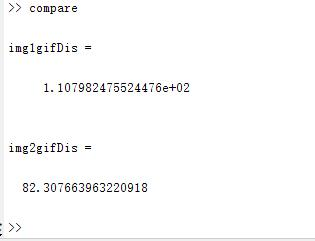 >> compare
img1gifDis =
1.107982475524476e+02
img2gifDis =
82.307663963220918
>>